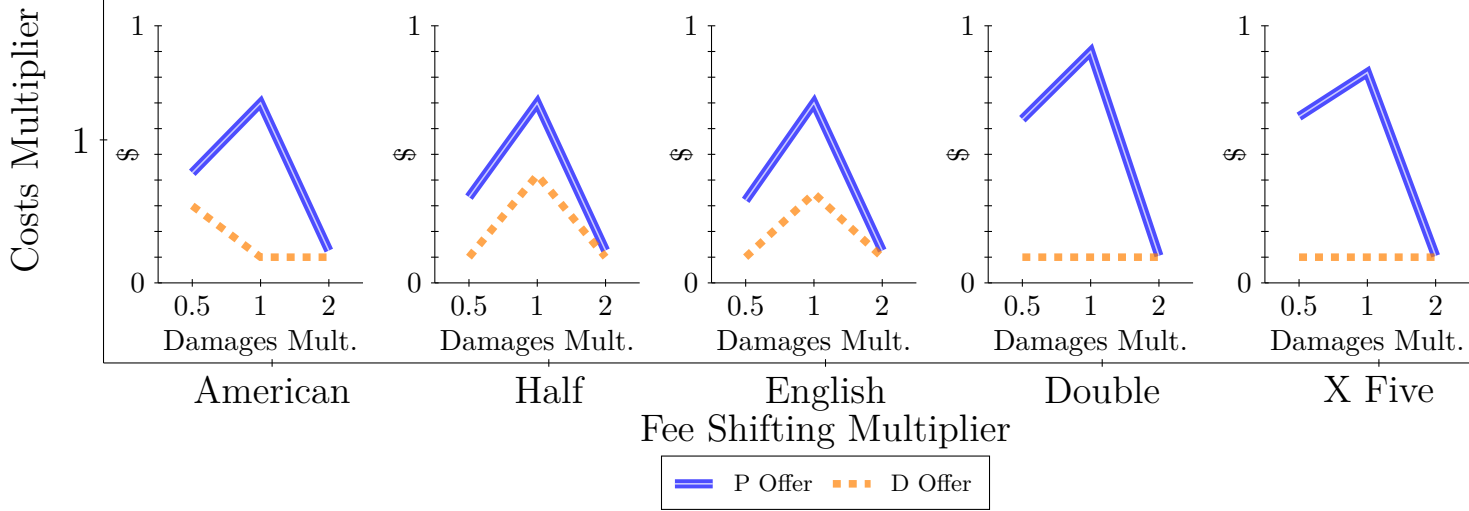 Costs Multiplier
1
1
$
0
0.5 1 2
Damages Mult.
1
$
0
0.5 1 2
Damages Mult.
1
$
0
0.5 1 2
Damages Mult.
1
$
0
0.5 1 2
Damages Mult.
1
$
0
0.5 1 2
Damages Mult.
American Half English Double X Five
Fee Shifting Multiplier
P Offer D Offer